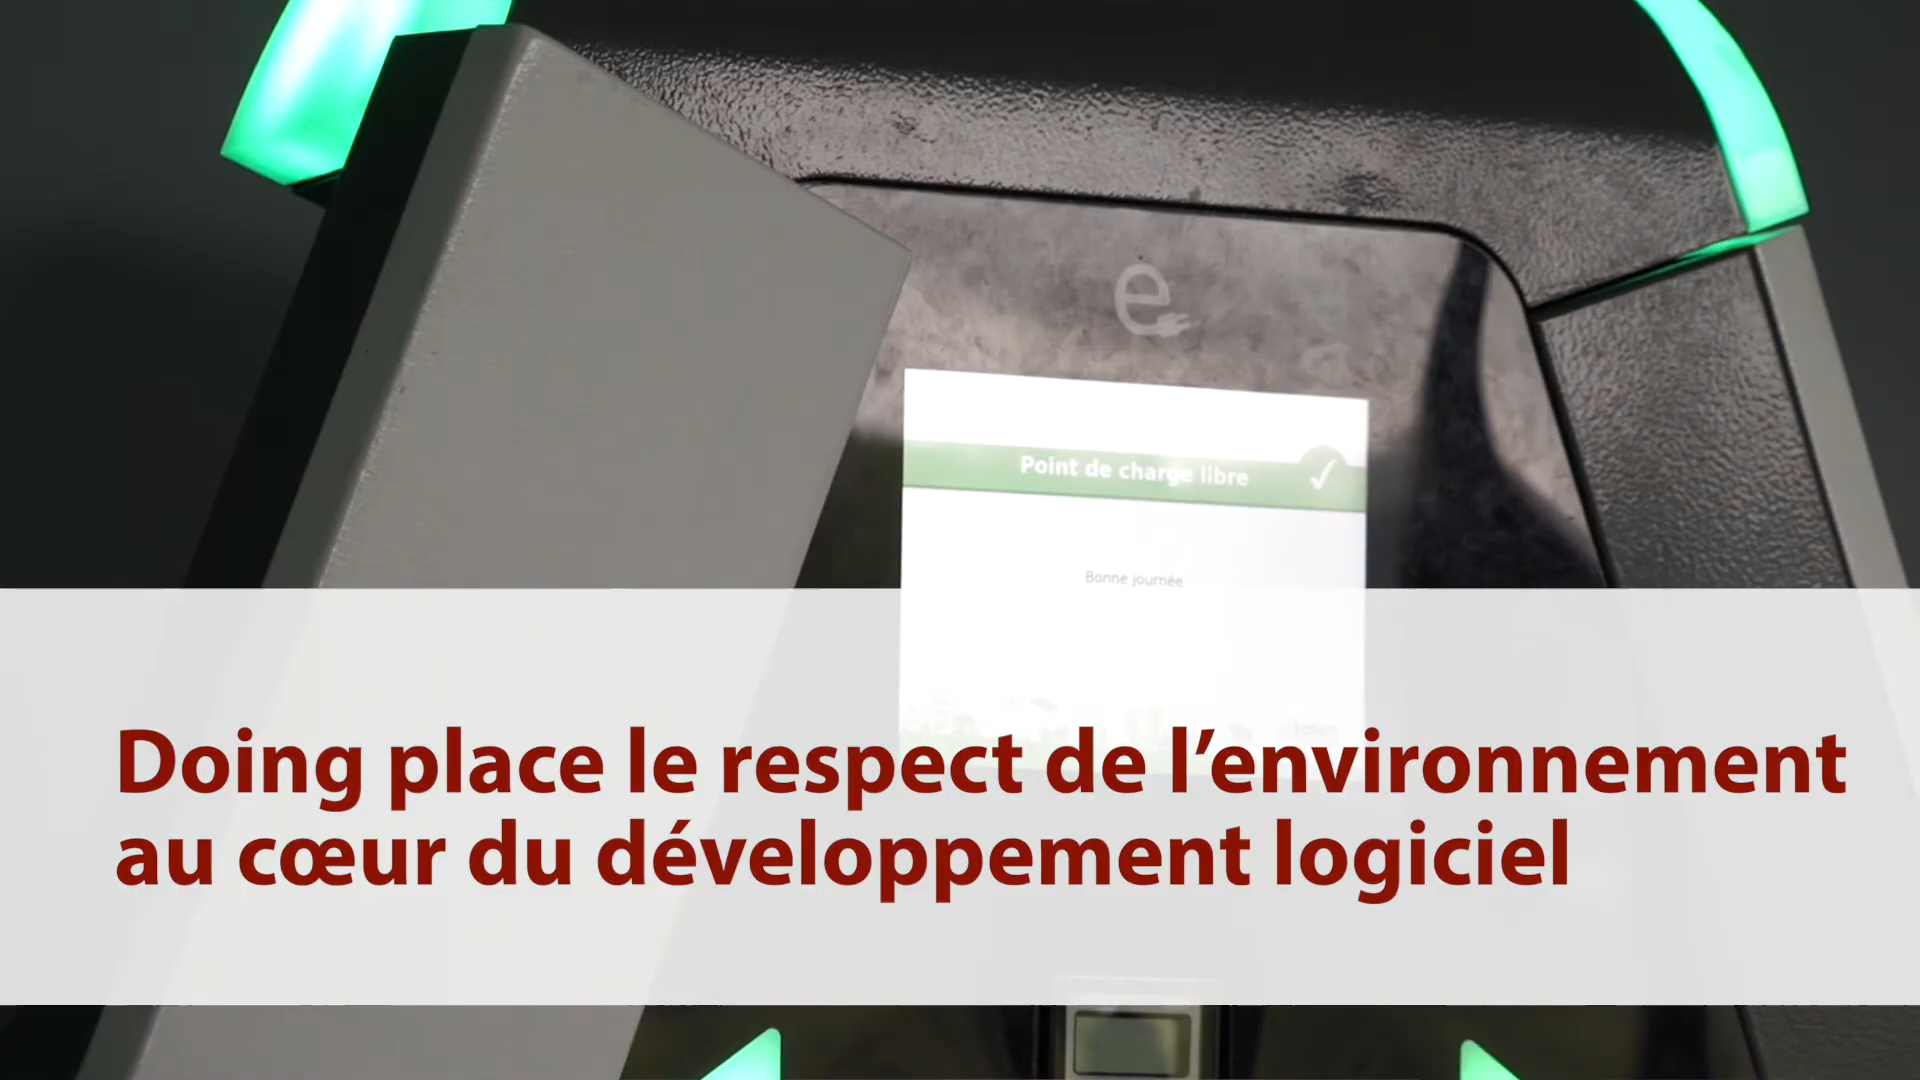 e
Point de charge libre
Bonne journée
Doing place le respect de l’environnement
au cœur du développement logiciel